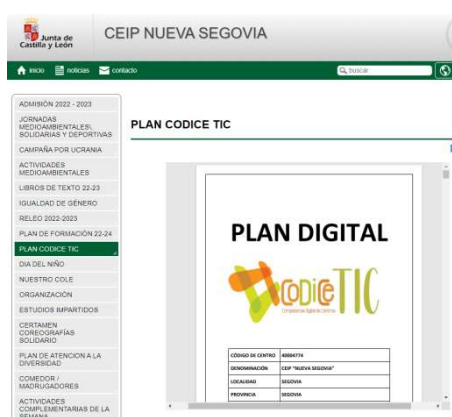 Junta de
Castilla y León
CEIP NUEVA SEGOVIA
inicio noticias contacto
buscar
ADMISIÓN 2022 - 2023
JORNADAS
MEDIOAMBIENTALES\,
SOLIDARIAS Y DEPORTIVAS
CAMPAÑA POR UCRANIA
ACTIVIDADES
MEDIOAMBIENTALES
LIBROS DE TEXTO 22-23
IGUALDAD DE GÉNERO
RELEO 2022-2023
PLAN DE FORMACIÓN 22-24
PLAN CODICE TIC
DIA DEL NIÑO
NUESTRO COLE
ORGANIZACIÓN
ESTUDIOS IMPARTIDOS
CERTAMEN
COREOGRAFÍAS
SOLIDARIO
PLAN DE ATENCION A LA
DIVERSIDAD
COMEDOR /
MADRUGADORES
ACTIVIDADES
COMPLEMENTARIAS DE LA
SEMANA
PLAN CODICE TIC
PLAN DIGITAL
CODICE TIC
CÓDIGO DE CENTRO 40004774
DENOMINACIÓN CEIP "NUEVA SEGOVIA"
LOCALIDAD SEGOVIA
PROVINCIA SEGOVIA